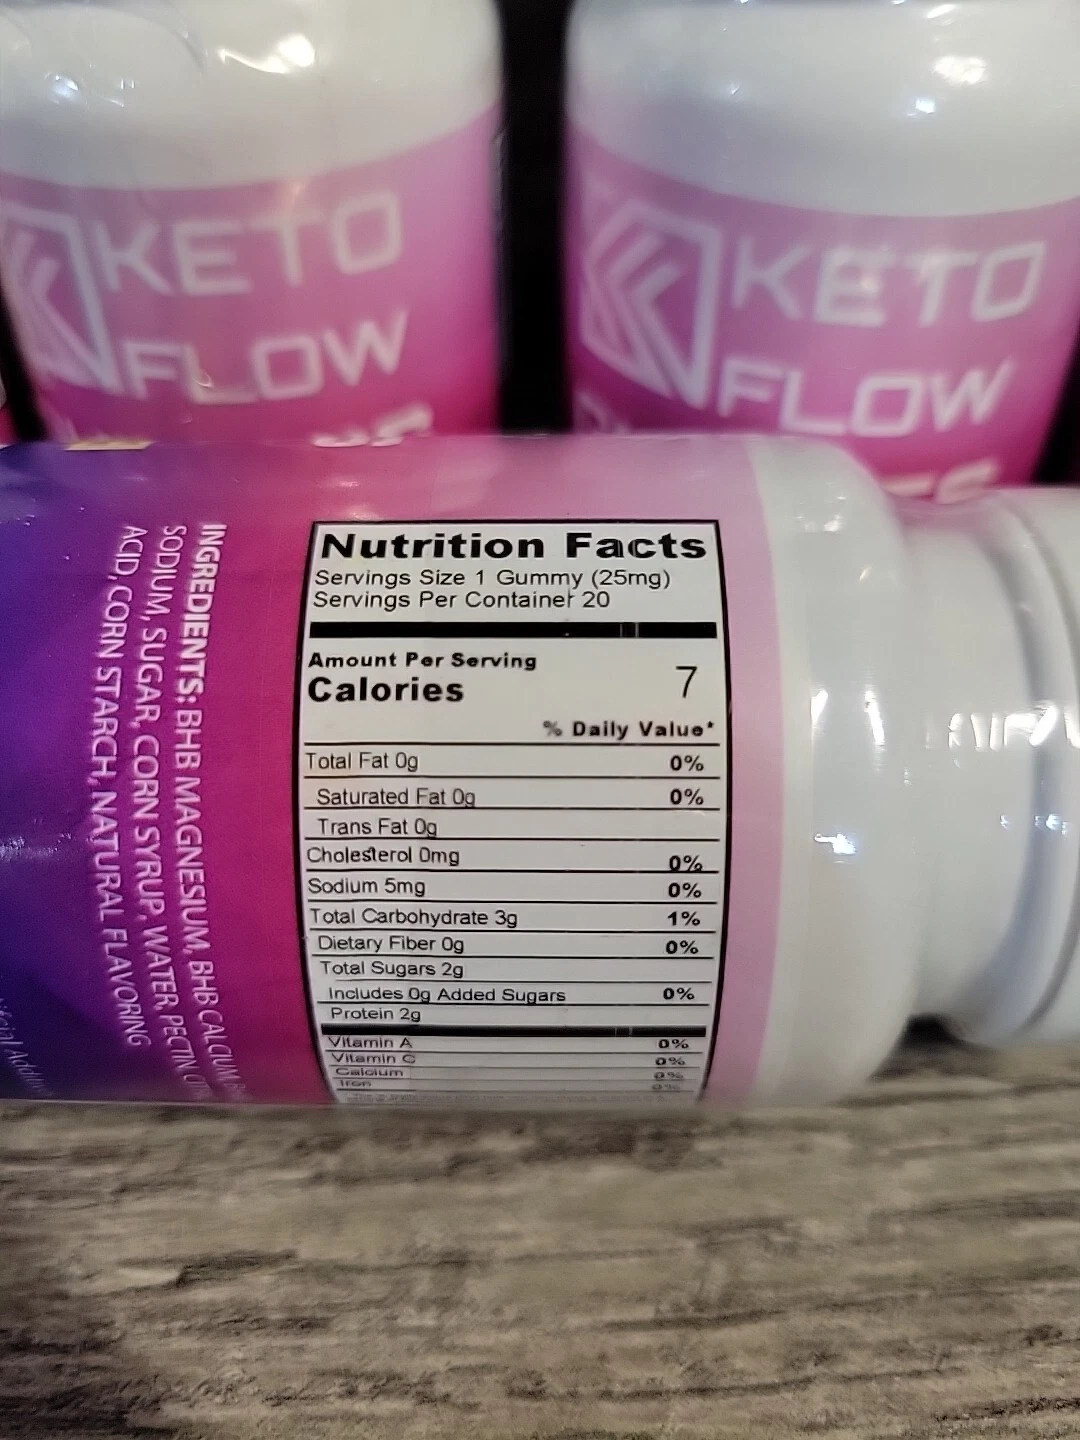 KETO
FLOW
KETO
FLOW
Nutrition Facts
Servings Size 1 Gummy (25mg)
Servings Per Container 20
Amount Per Serving
Calories 7
% Daily Value*
Total Fat 0g 0%
Saturated Fat 0g 0%
Trans Fat 0g
Cholesterol 0mg 0%
Sodium 5mg 0%
Total Carbohydrate 3g 1%
Dietary Fiber 0g 0%
Total Sugars 2g
Includes 0g Added Sugars 0%
Protein 2g
Vitamin A 0%
Vitamin C 0%
Calcium 0%
Iron 0%
INGREDIENTS: BHB MAGNESIUM, BHB CALCIUM
SODIUM, SUGAR, CORN SYRUP, WATER, PECTIN
ACID, CORN STARCH, NATURAL FLAVORING